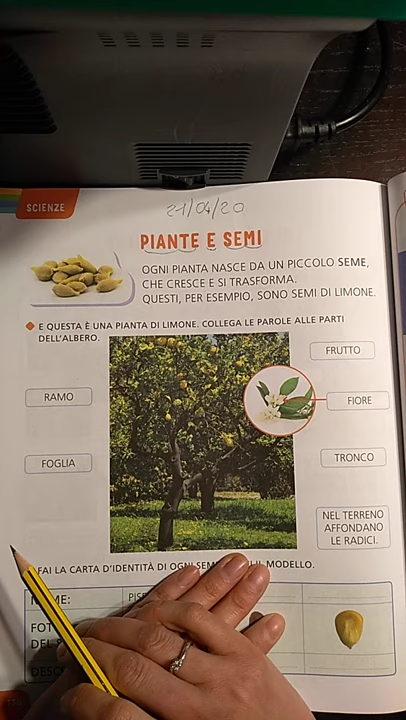 SCIENZE
21/04/20
PIANTE E SEMI
OGNI PIANTA NASCE DA UN PICCOLO SEME,
CHE CRESCE E SI TRASFORMA.
QUESTI, PER ESEMPIO, SONO SEMI DI LIMONE.
E QUESTA È UNA PIANTA DI LIMONE. COLLEGA LE PAROLE ALLE PARTI
DELL'ALBERO.
FRUTTO
RAMO
FIORE
FOGLIA
TRONCO
NEL TERRENO
AFFONDANO
LE RADICI.
FAI LA CARTA D'IDENTITÀ DI OGNI MODELLO.